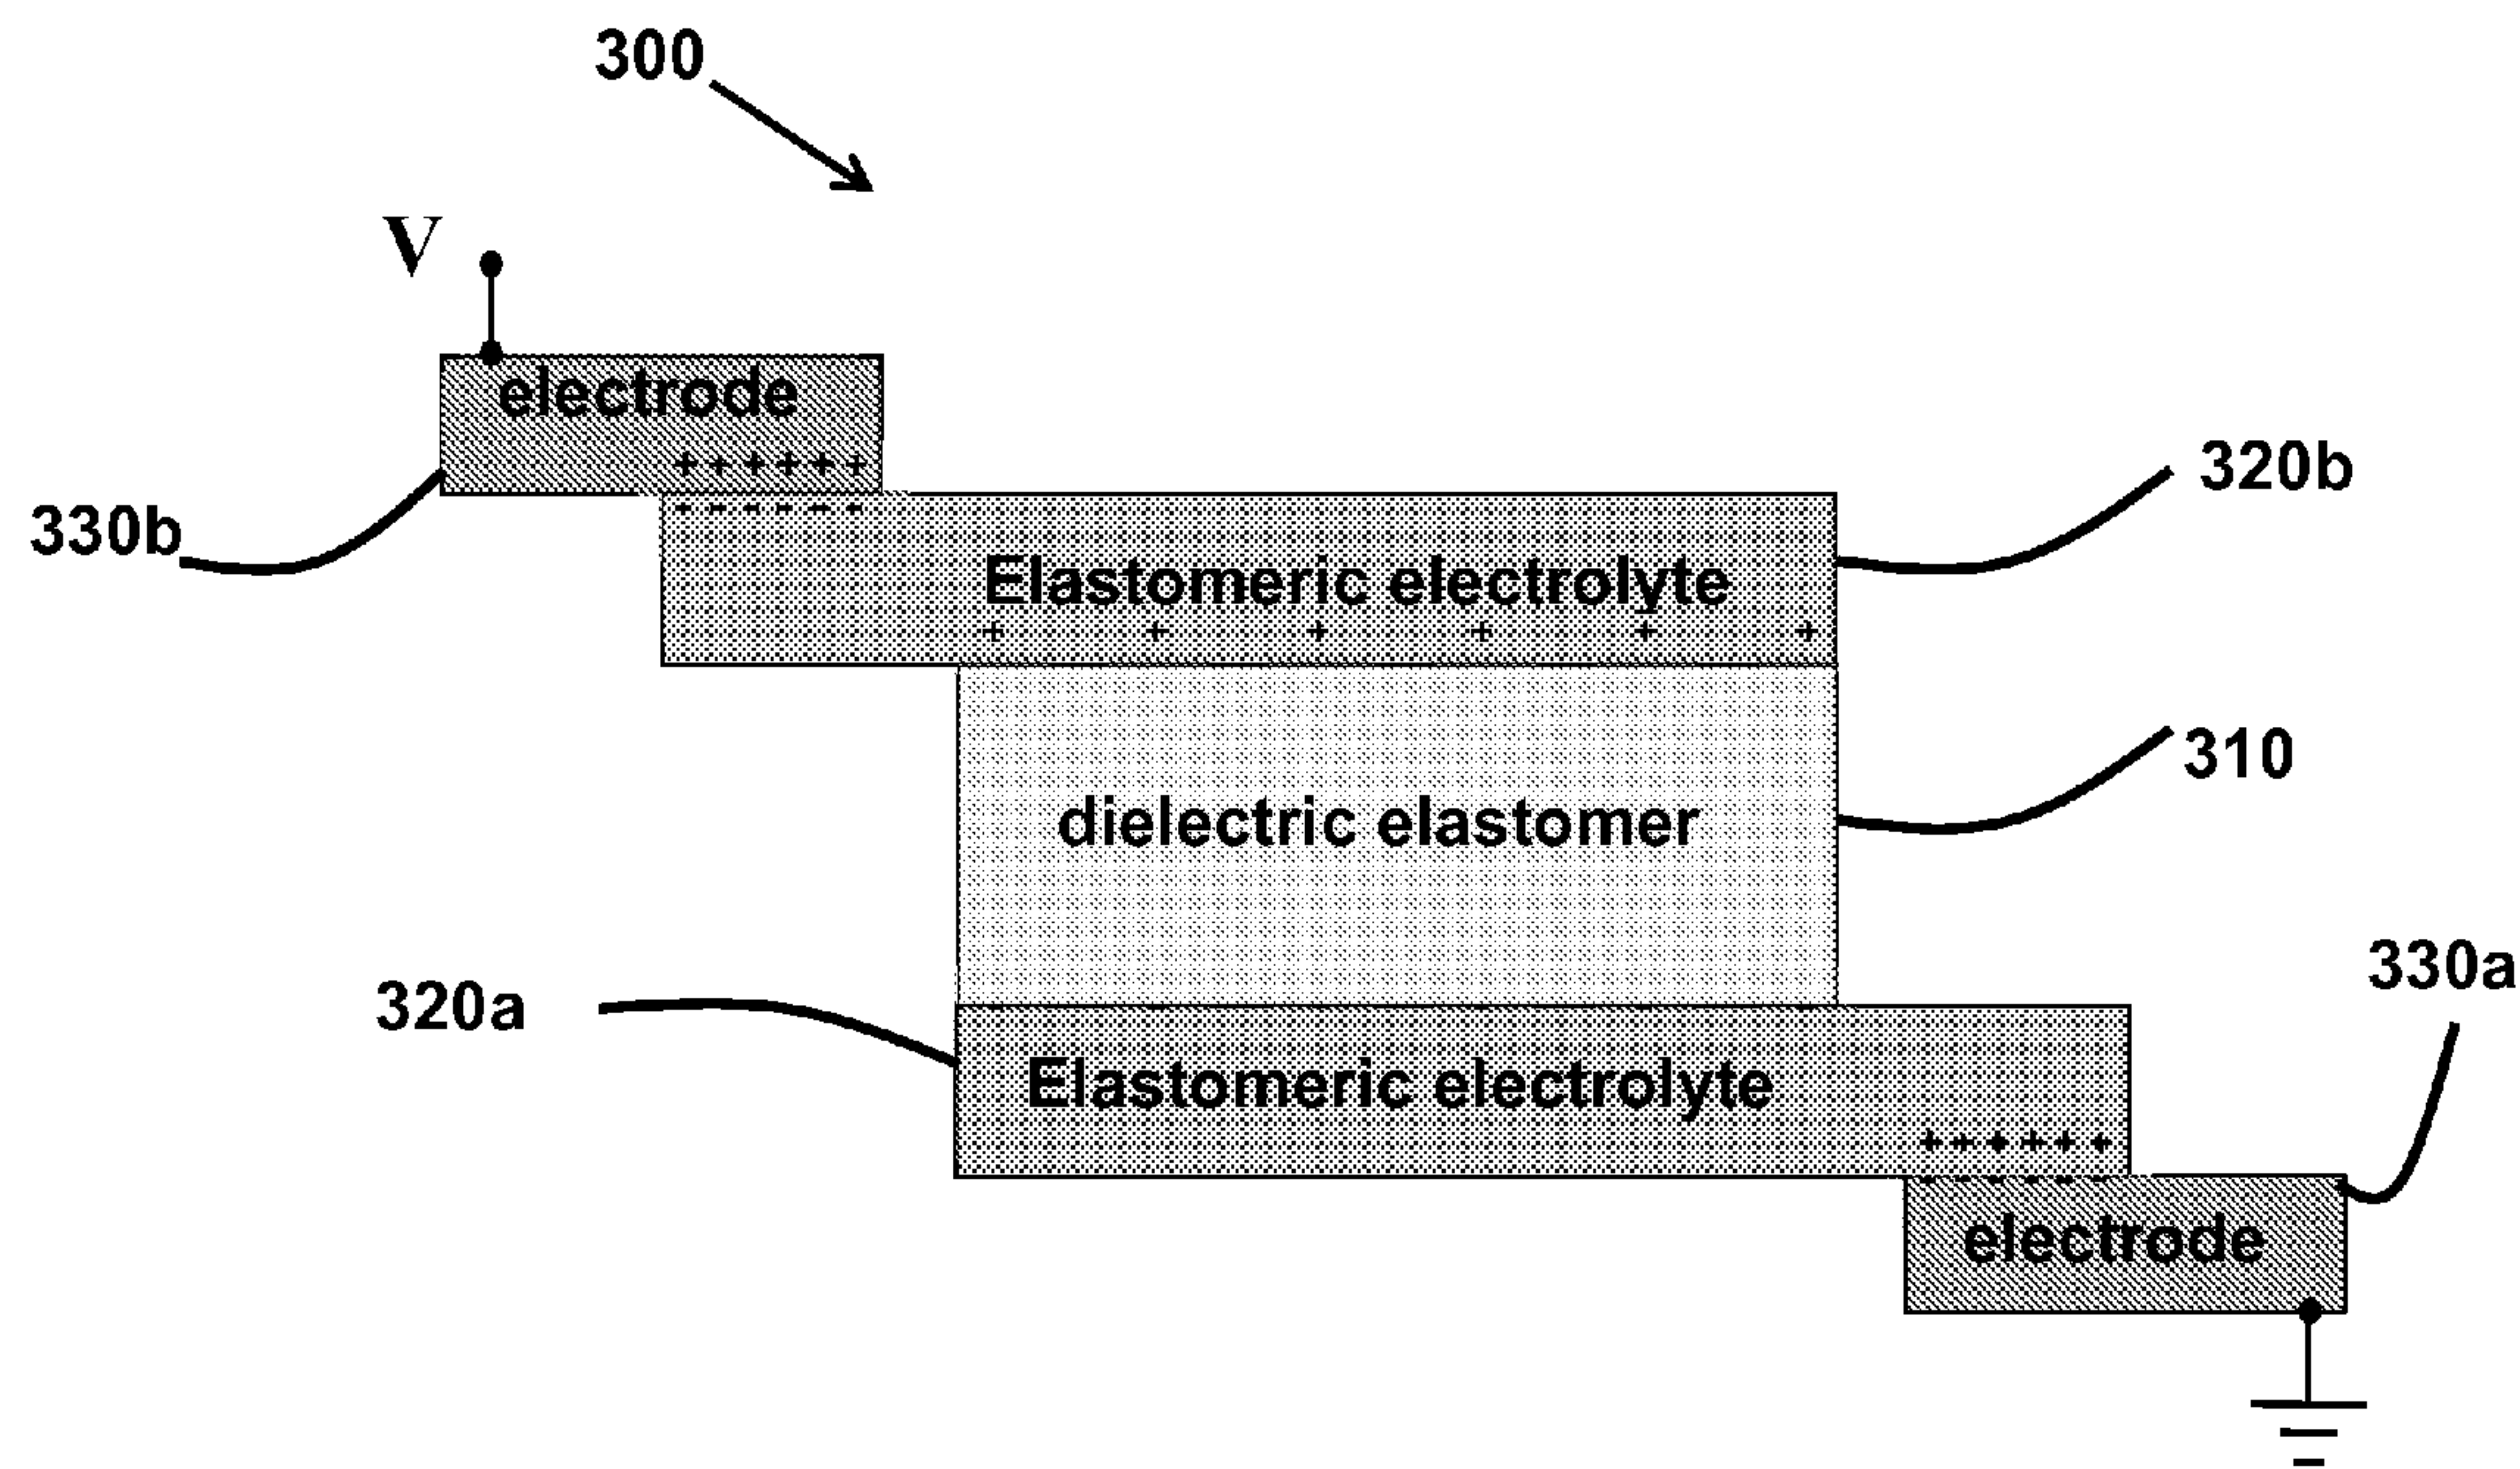 300
V
electrode
+ + + + + +
- - - - - -
320b
330b
Elastomeric electrolyte
+ + + + + +
310
dielectric elastomer
330a
320a
- - - - - -
Elastomeric electrolyte
+ + + + + +
- - - - - -
electrode